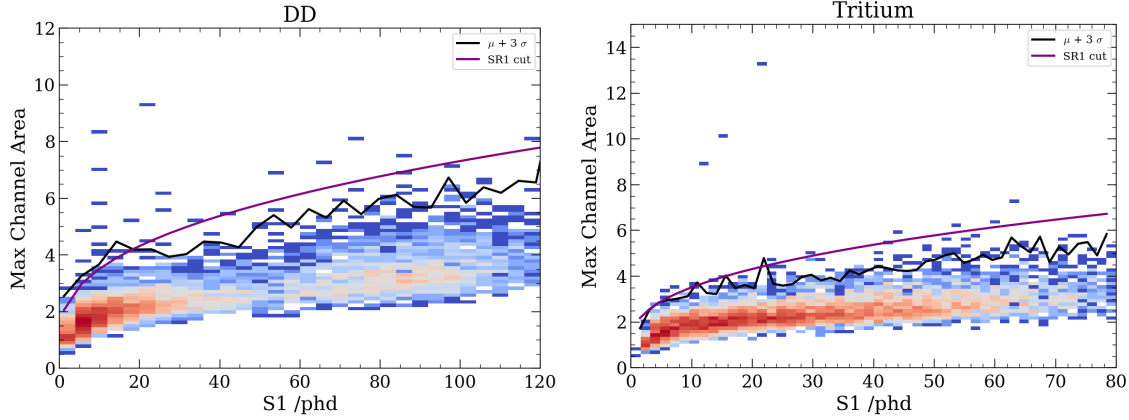 DD
Max Channel Area
12
10
8
6
4
2
0
μ + 3 σ
SR1 cut
0 20 40 60 80 100 120
S1 /phd
Tritium
Max Channel Area
14
12
10
8
6
4
2
0
μ + 3 σ
SR1 cut
0 10 20 30 40 50 60 70 80
S1 /phd